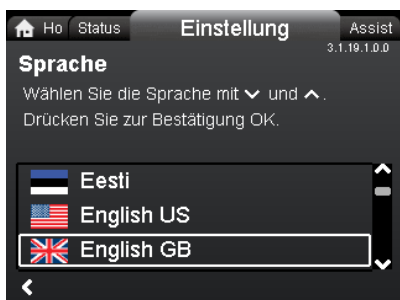 Ho Status Einstellung Assist
3.1.19.1.0.0
Sprache
Wählen Sie die Sprache mit und .
Drücken Sie zur Bestätigung OK.
Eesti
English US
English GB